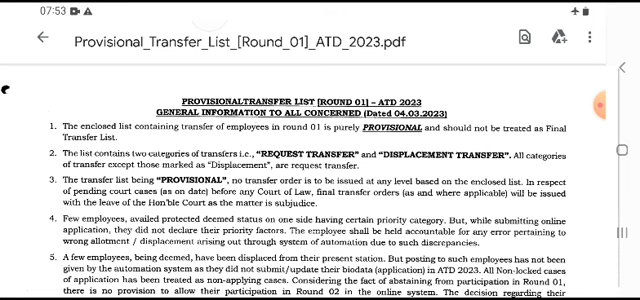 07:53
Provisional_Transfer_List_[Round_01]_ATD_2023.pdf
PROVISIONALTRANSFER LIST [ROUND 01] – ATD 2023
GENERAL INFORMATION TO ALL CONCERNED (Dated 04.03.2023)
1. The enclosed list containing transfer of employees in round 01 is purely PROVISIONAL and should not be treated as Final
Transfer List.
2. The list contains two categories of transfers i.e., "REQUEST TRANSFER" and "DISPLACEMENT TRANSFER". All categories
of transfer except those marked as "Displacement", are request transfer.
3. The transfer list being "PROVISIONAL", no transfer order is to be issued at any level based on the enclosed list. In respect
of pending court cases (as on date) before any Court of Law, final transfer orders (as and where applicable) will be issued
with the leave of the Hon'ble Court as the matter is subjudice.
4. Few employees, availed protected deemed status on one side having certain priority category. But, while submitting online
application, they did not declare their priority factors. The employee shall be held accountable for any error pertaining to
wrong allotment / displacement arising out through system of automation due to such discrepancies.
5. A few employees, being deemed, have been displaced from their present station. But posting to such employees has not been
given by the automation system as they did not submit/update their biodata (application) in ATD 2023. All Non-locked cases
of application has been treated as non-applying cases. Considering the fact of abstaining from participation in Round 01,
there is no provision to allow their participation in Round 02 in the online system. The decision regarding their